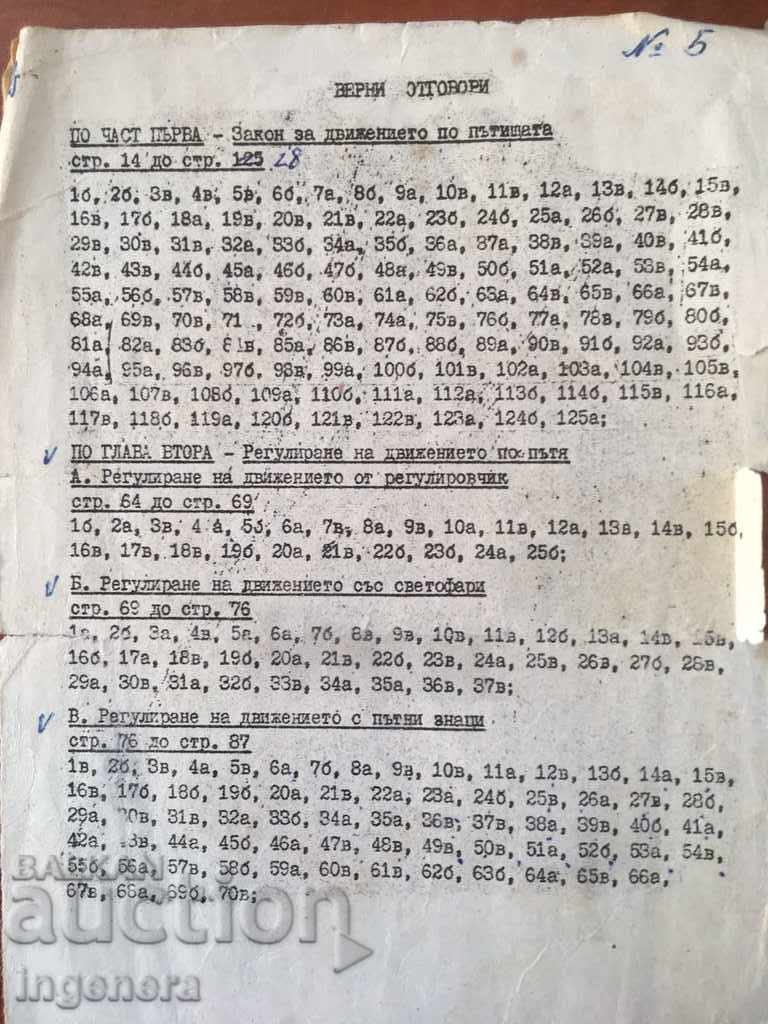 № 5
ВЕРНИ ОТГОВОРИ
ПО ЧАСТ ПЪРВА - Закон за движението по пътищата
стр. 14 до стр. 125 28
1б, 2б, 3в, 4в, 5в, 6б, 7а, 8б, 9а, 10в, 11в, 12а, 13в, 14б, 15в,
16в, 17б, 18а, 19в, 20в, 21в, 22а, 23б, 24б, 25а, 26б, 27в, 28в,
29в, 30в, 31в, 32а, 33б, 34а, 35б, 36а, 37а, 38в, 39а, 40в, 41б,
42в, 43в, 44б, 45а, 46б, 47б, 48а, 49в, 50б, 51а, 52а, 53в, 54а,
55а, 56б, 57в, 58в, 59в, 60в, 61а, 62б, 63а, 64в, 65в, 66а, 67в,
68а, 69в, 70в, 71 , 72б, 73а, 74а, 75в, 76б, 77а, 78в, 79б, 80б,
81а, 82а, 83б, 81в, 85а, 86в, 87б, 88б, 89а, 90в, 91б, 92а, 93б,
94а, 95а, 96в, 97б, 98в, 99а, 100б, 101в, 102а, 103а, 104в, 105в,
106а, 107в, 108б, 109а, 110б, 111а, 112а, 113б, 114б, 115в, 116а,
117в, 118б, 119а, 120б, 121в, 122в, 123а, 124б, 125а;
ПО ГЛАВА ВТОРА - Регулиране на движението по пътя
А. Регулиране на движението от регулировчик
стр. 64 до стр. 69
1б, 2а, 3в, 4а, 5б, 6а, 7в, 8а, 9в, 10а, 11в, 12а, 13в, 14в, 15б,
16в, 17в, 18в, 19б, 20а, 21в, 22б, 23б, 24а, 25б;
Б. Регулиране на движението със светофари
стр. 69 до стр. 76
1а, 2б, 3а, 4в, 5а, 6а, 7б, 8в, 9в, 10в, 11в, 12б, 13а, 14в, 15в,
16б, 17а, 18в, 19б, 20а, 21в, 22б, 23в, 24а, 25в, 26в, 27б, 28в,
29а, 30в, 31а, 32б, 33в, 34а, 35а, 36в, 37в;
В. Регулиране на движението с пътни знаци
стр. 76 до стр. 87
1в, 2б, 3в, 4а, 5в, 6а, 7б, 8а, 9в, 10в, 11а, 12в, 13б, 14а, 15в,
16в, 17б, 18б, 19б, 20а, 21в, 22а, 23а, 24б, 25в, 26а, 27в, 28б,
29а, 30в, 31в, 32а, 33б, 34а, 35а, 36в, 37в, 38а, 39в, 40б, 41а,
42а, 43в, 44а, 45б, 46а, 47в, 48в, 49в, 50в, 51а, 52б, 53а, 54в,
55б, 56а, 57в, 58б, 59а, 60в, 61в, 62б, 63б, 64а, 65в, 66а,
67в, 68а, 69б, 70в;
BALKAN
auction
ingenera